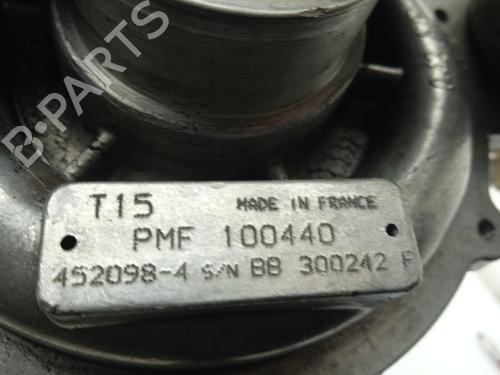 T15 MADE IN FRANCE
PMF 100440
452098-4 S/N BB 300242 F
B-PARTS